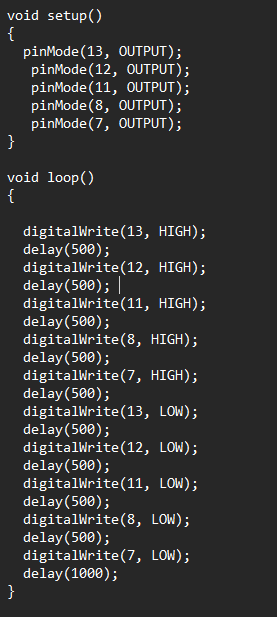 void setup()
{
  pinMode(13, OUTPUT);
   pinMode(12, OUTPUT);
   pinMode(11, OUTPUT);
   pinMode(8, OUTPUT);
   pinMode(7, OUTPUT);
}

void loop()
{

  digitalWrite(13, HIGH);
  delay(500);
  digitalWrite(12, HIGH);
  delay(500);
  digitalWrite(11, HIGH);
  delay(500);
  digitalWrite(8, HIGH);
  delay(500);
  digitalWrite(7, HIGH);
  delay(500);
  digitalWrite(13, LOW);
  delay(500);
  digitalWrite(12, LOW);
  delay(500);
  digitalWrite(11, LOW);
  delay(500);
  digitalWrite(8, LOW);
  delay(500);
  digitalWrite(7, LOW);
  delay(1000);
}